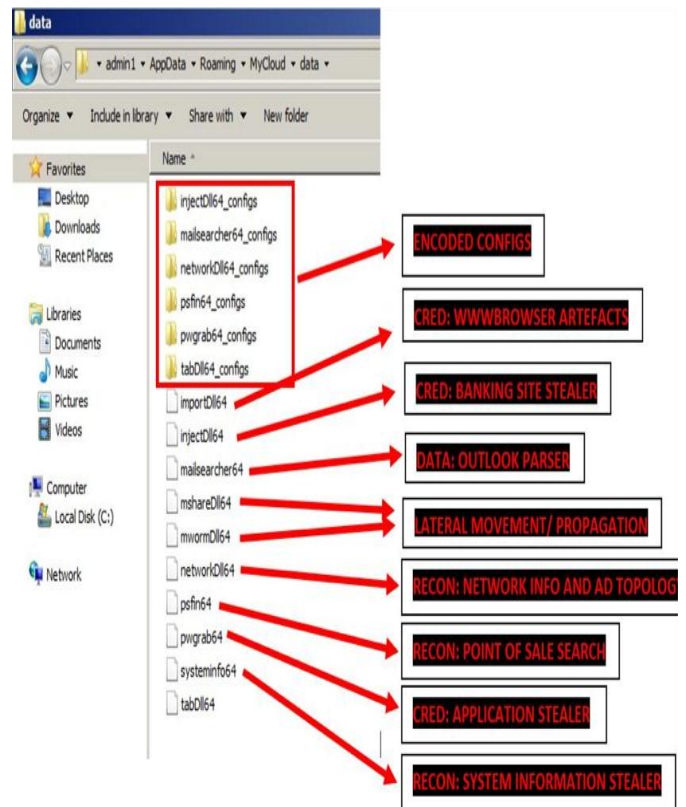 data
admin1 ▾ AppData ▾ Roaming ▾ MyCloud ▾ data ▾
Organize ▾ Include in library ▾ Share with ▾ New folder
Favorites
Desktop
Downloads
Recent Places
Libraries
Documents
Music
Pictures
Videos
Computer
Local Disk (C:)
Network
Name
injectDll64_configs
mailsearcher64_configs
networkDll64_configs
psfin64_configs
pwgrab64_configs
tabDll64_configs
importDll64
injectDll64
mailsearcher64
mshareDll64
mwormDll64
networkDll64
psfin64
pwgrab64
systeminfo64
tabDll64
ENCODED CONFIGS
CRED: WWWBROWSER ARTEFACTS
CRED: BANKING SITE STEALER
DATA: OUTLOOK PARSER
LATERAL MOVEMENT/ PROPAGATION
RECON: NETWORK INFO AND AD TOPOLOG
RECON: POINT OF SALE SEARCH
CRED: APPLICATION STEALER
RECON: SYSTEM INFORMATION STEALER